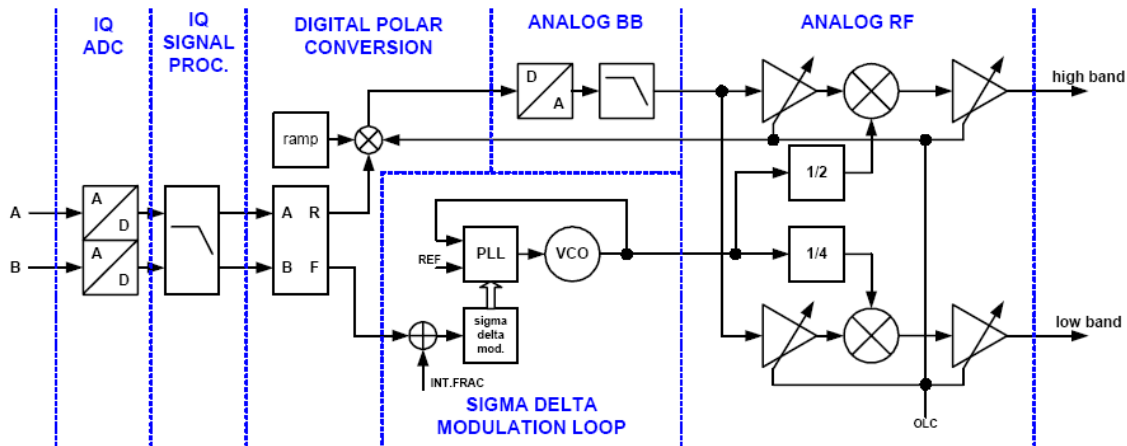 IQ
ADC
IQ
SIGNAL
PROC.
DIGITAL POLAR
CONVERSION
ANALOG BB
ANALOG RF
D
A
high band
ramp
1/2
A
B
A
D
A
D
A R
B F
REF
PLL
VCO
1/4
sigma
delta
mod.
INT.FRAC
low band
SIGMA DELTA
MODULATION LOOP
OLC